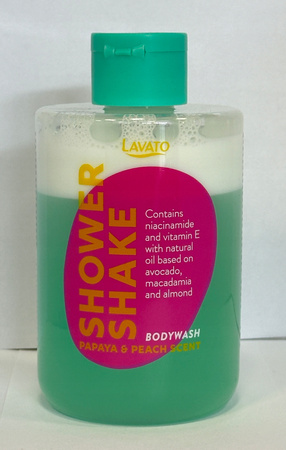 LAVATO
SHOWER
SHAKE
Contains
niacinamide
and vitamin E
with natural
oil based on
avocado,
macadamia
and almond
BODYWASH
PAPAYA & PEACH SCENT